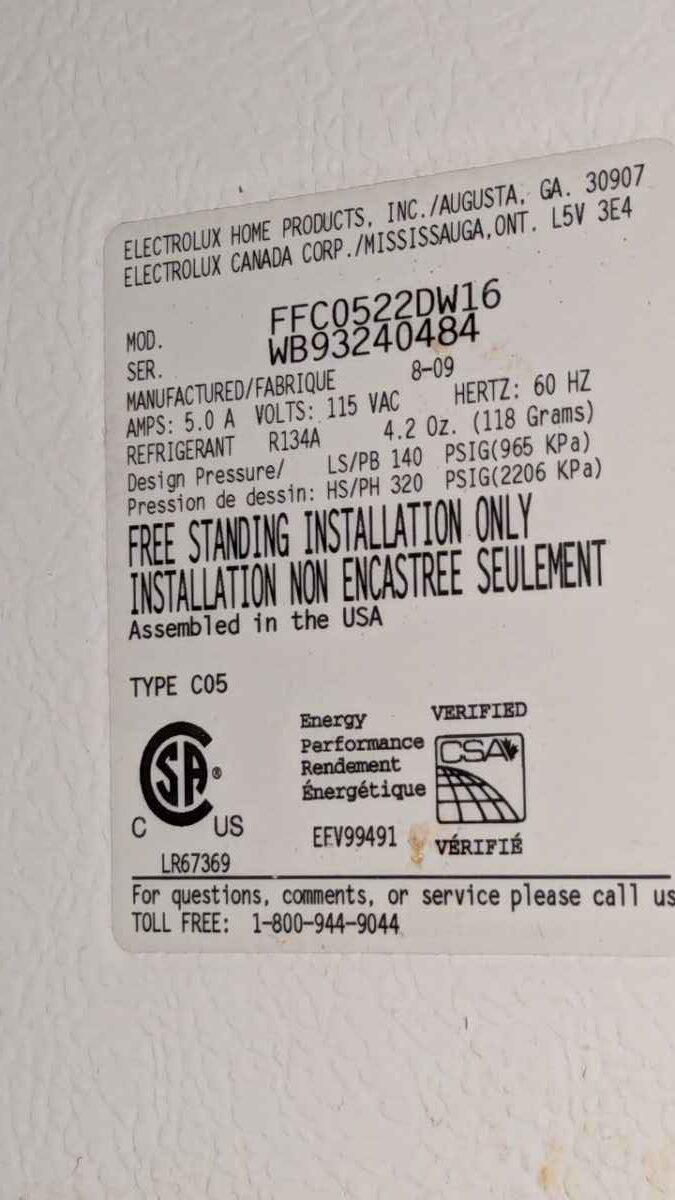 ELECTROLUX HOME PRODUCTS, INC./AUGUSTA, GA. 30907
ELECTROLUX CANADA CORP./MISSISSAUGA,ONT. L5V 3E4
MOD. FFC0522DW16
SER. WB93240484
MANUFACTURED/FABRIQUE 8-09
AMPS: 5.0 A VOLTS: 115 VAC HERTZ: 60 HZ
REFRIGERANT R134A 4.2 Oz. (118 Grams)
Design Pressure/ LS/PB 140 PSIG(965 KPa)
Pression de dessin: HS/PH 320 PSIG(2206 KPa)
FREE STANDING INSTALLATION ONLY
INSTALLATION NON ENCASTREE SEULEMENT
Assembled in the USA
TYPE C05
SA®
C US
LR67369
Energy
Performance
Rendement
Énergétique
EFV99491
VERIFIED
CSA
VÉRIFIÉ
For questions, comments, or service please call us
TOLL FREE: 1-800-944-9044